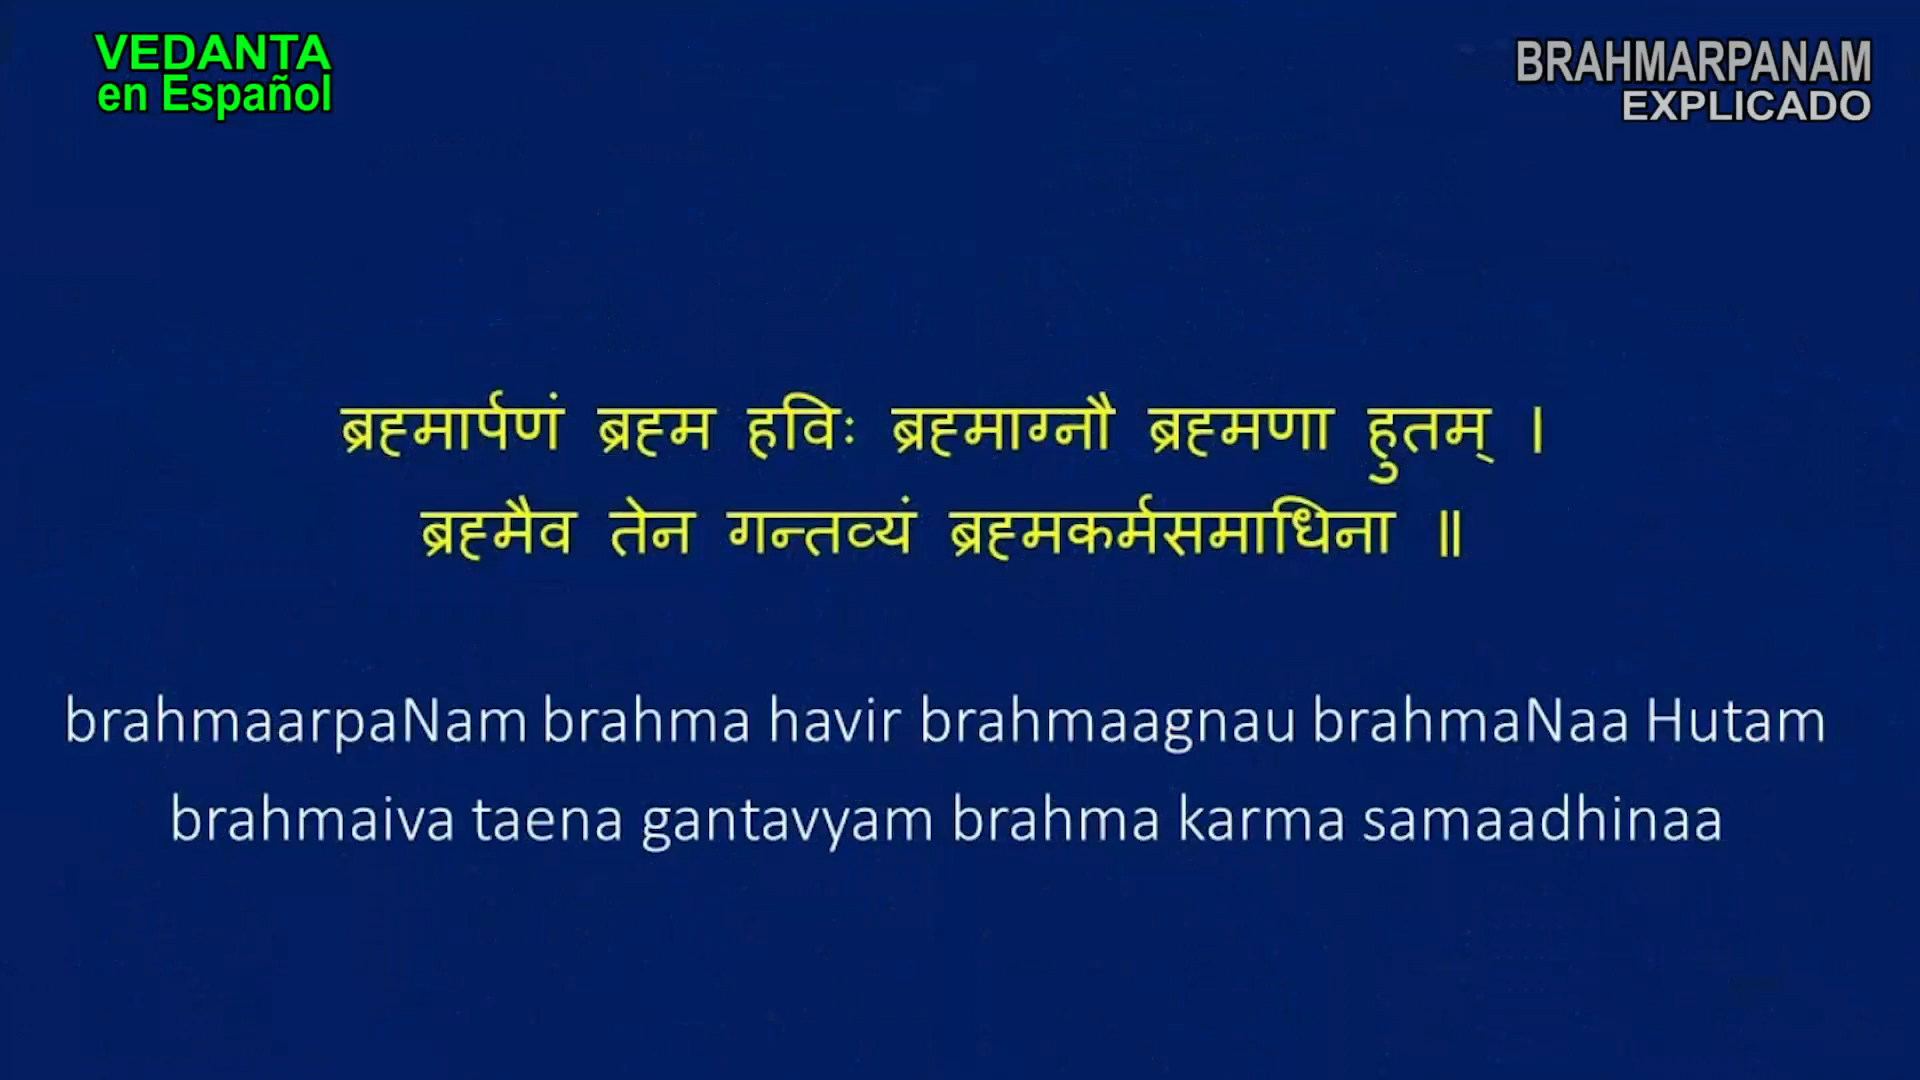 VEDANTA
en Español
BRAHMARPANAM
EXPLICADO
ब्रह्मार्पणं ब्रह्म हविः ब्रह्माग्नौ ब्रह्मणा हुतम् ।
ब्रह्मैव तेन गन्तव्यं ब्रह्मकर्मसमाधिना ॥
brahmaarpaNam brahma havir brahmaagnau brahmaNaa Hutam
brahmaiva taena gantavyam brahma karma samaadhinaa